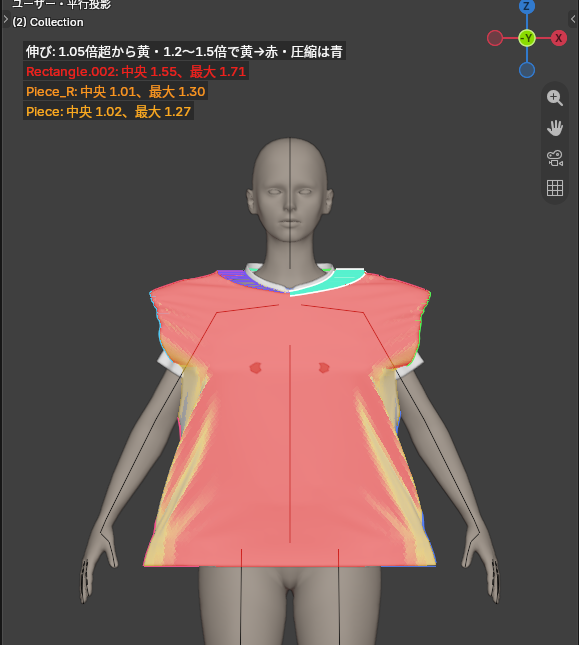 ユーザー・平行投影
(2) Collection
伸び: 1.05倍超から黄・1.2〜1.5倍で黄→赤・圧縮は青
Rectangle.002: 中央 1.55、最大 1.71
Piece_R: 中央 1.01、最大 1.30
Piece: 中央 1.02、最大 1.27
Z
-Y
X